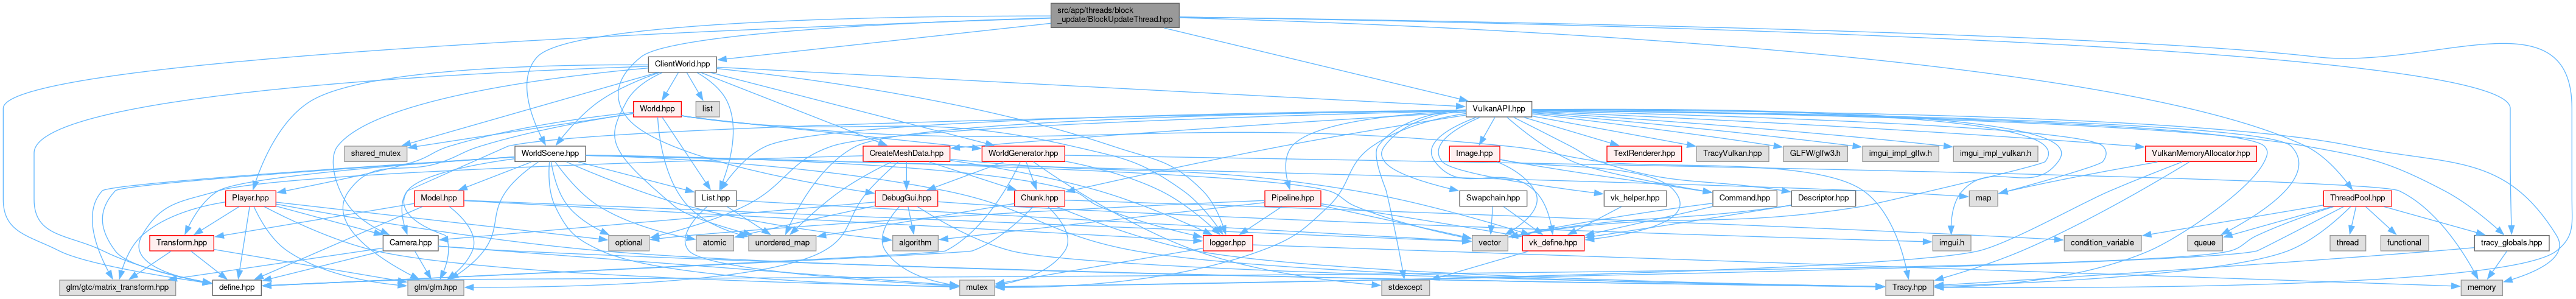 src/app/threads/block
_update/BlockUpdateThread.hpp
ClientWorld.hpp
World.hpp
list
VulkanAPI.hpp
shared_mutex
WorldScene.hpp
CreateMeshData.hpp
WorldGenerator.hpp
Image.hpp
TextRenderer.hpp
TracyVulkan.hpp
GLFW/glfw3.h
imgui_impl_glfw.h
imgui_impl_vulkan.h
VulkanMemoryAllocator.hpp
Player.hpp
Model.hpp
List.hpp
DebugGui.hpp
Chunk.hpp
Pipeline.hpp
Swapchain.hpp
vk_helper.hpp
Command.hpp
Descriptor.hpp
map
ThreadPool.hpp
Transform.hpp
Camera.hpp
optional
atomic
unordered_map
algorithm
logger.hpp
vector
vk_define.hpp
imgui.h
condition_variable
queue
thread
functional
tracy_globals.hpp
glm/gtc/matrix_transform.hpp
define.hpp
glm/glm.hpp
mutex
stdexcept
Tracy.hpp
memory